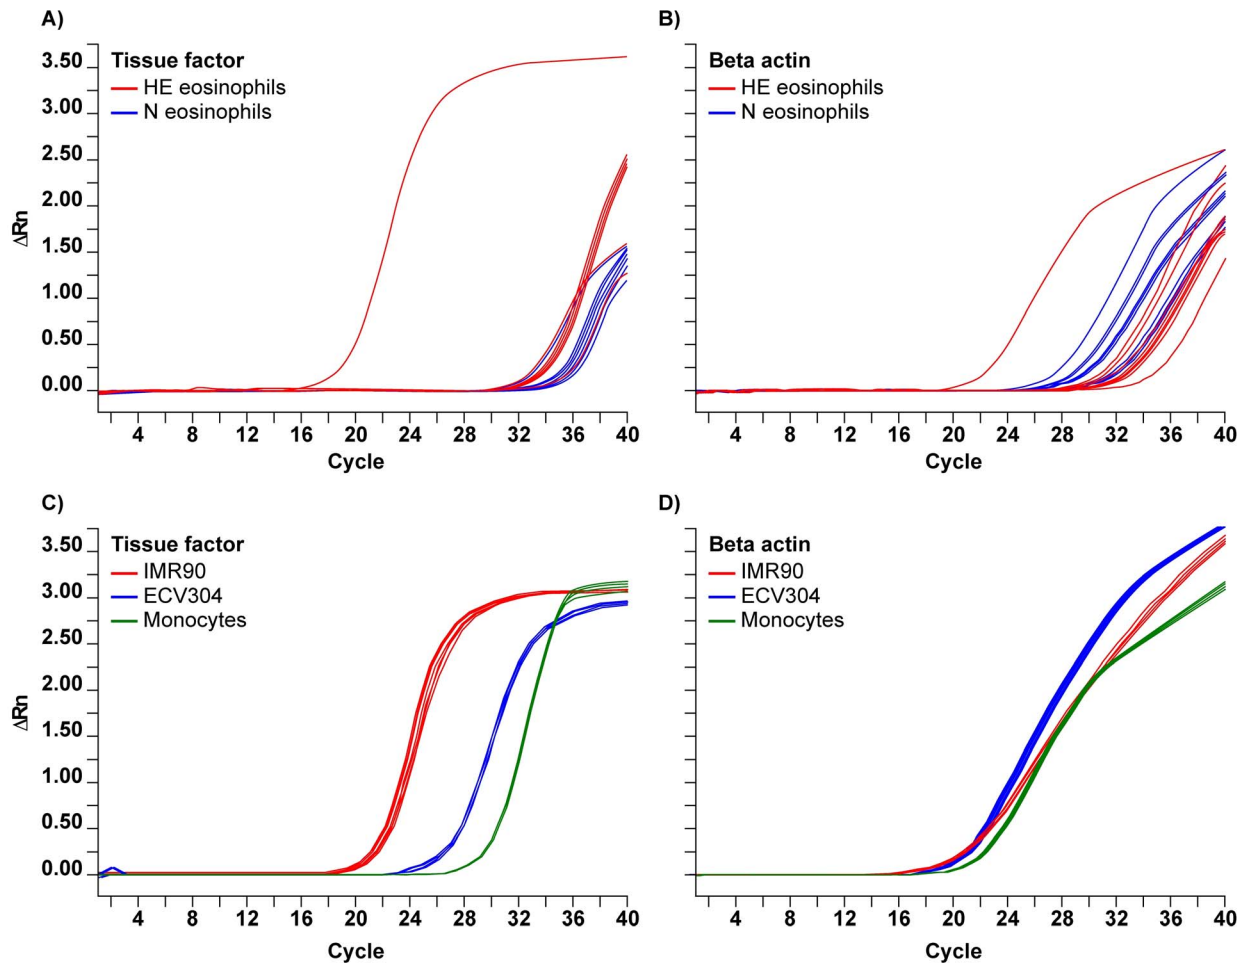 A)
Tissue factor
HE eosinophils
N eosinophils
3.50
3.00
2.50
2.00
1.50
1.00
0.50
0.00
ΔRn
4 8 12 16 20 24 28 32 36 40
Cycle
B)
Beta actin
HE eosinophils
N eosinophils
4 8 12 16 20 24 28 32 36 40
Cycle
C)
Tissue factor
IMR90
ECV304
Monocytes
3.50
3.00
2.50
2.00
1.50
1.00
0.50
0.00
ΔRn
4 8 12 16 20 24 28 32 36 40
Cycle
D)
Beta actin
IMR90
ECV304
Monocytes
4 8 12 16 20 24 28 32 36 40
Cycle